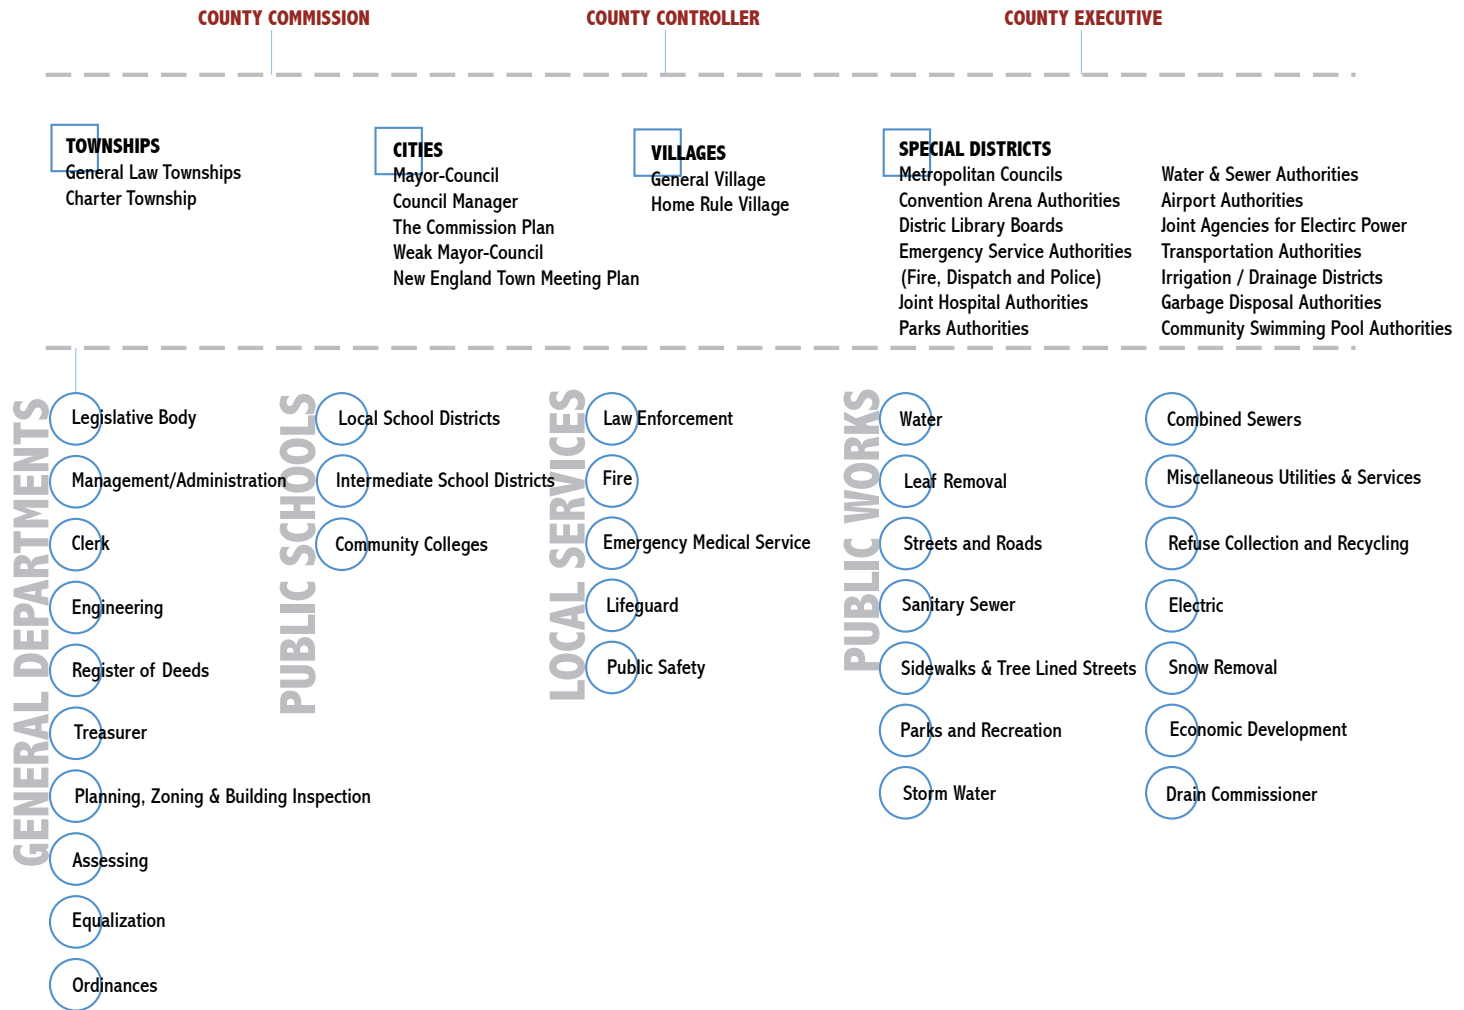 COUNTY COMMISSION
COUNTY CONTROLLER
COUNTY EXECUTIVE
TOWNSHIPS
General Law Townships
Charter Township
CITIES
Mayor-Council
Council Manager
The Commission Plan
Weak Mayor-Council
New England Town Meeting Plan
VILLAGES
General Village
Home Rule Village
SPECIAL DISTRICTS
Metropolitan Councils
Convention Arena Authorities
Distric Library Boards
Emergency Service Authorities
(Fire, Dispatch and Police)
Joint Hospital Authorities
Parks Authorities
Water & Sewer Authorities
Airport Authorities
Joint Agencies for Electirc Power
Transportation Authorities
Irrigation / Drainage Districts
Garbage Disposal Authorities
Community Swimming Pool Authorities
GENERAL DEPARTMENTS
Legislative Body
Management/Administration
Clerk
Engineering
Register of Deeds
Treasurer
Planning, Zoning & Building Inspection
Assessing
Equalization
Ordinances
PUBLIC SCHOOLS
Local School Districts
Intermediate School Districts
Community Colleges
LOCAL SERVICES
Law Enforcement
Fire
Emergency Medical Service
Lifeguard
Public Safety
PUBLIC WORKS
Water
Leaf Removal
Streets and Roads
Sanitary Sewer
Sidewalks & Tree Lined Streets
Parks and Recreation
Storm Water
Combined Sewers
Miscellaneous Utilities & Services
Refuse Collection and Recycling
Electric
Snow Removal
Economic Development
Drain Commissioner